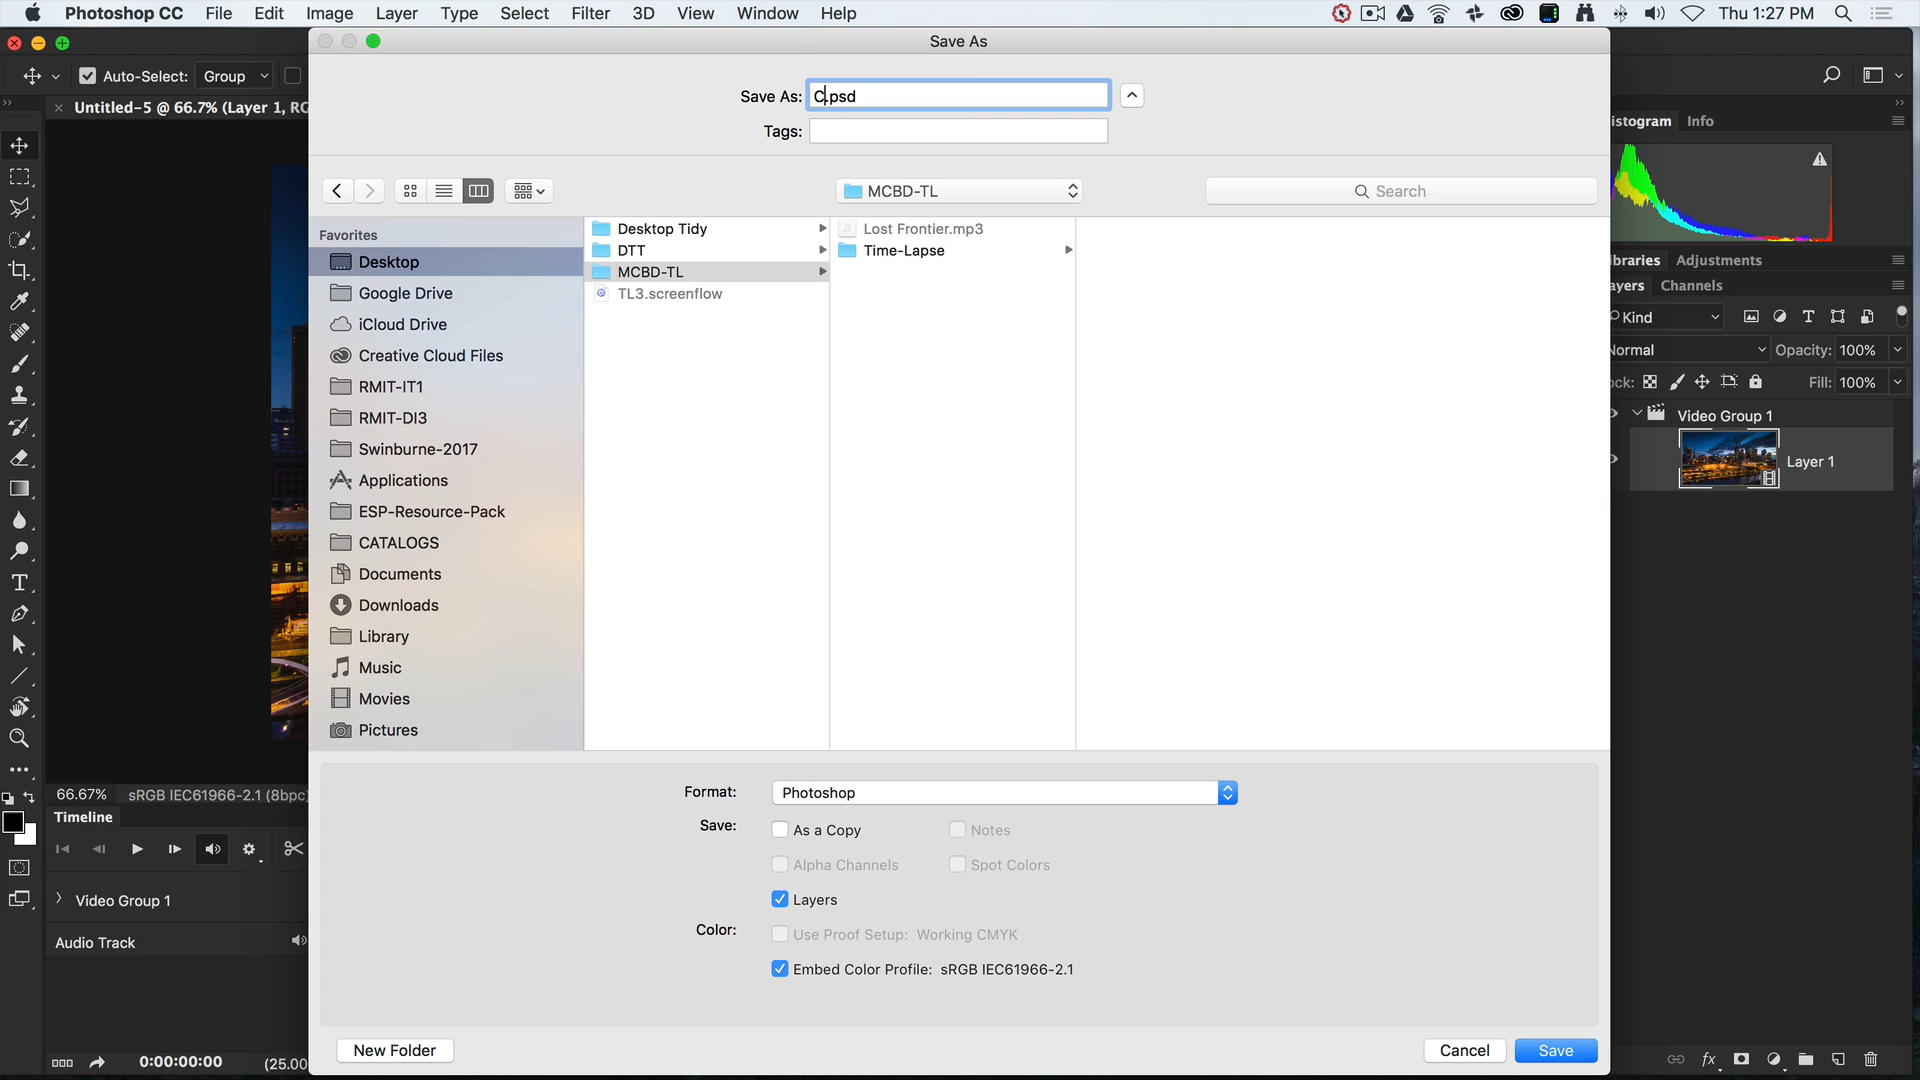 Photoshop CC File Edit Image Layer Type Select Filter 3D View Window Help Thu 1:27 PM
Save As
Auto-Select: Group
Save As: C.psd
Untitled-5 @ 66.7% (Layer 1, RG
istogram Info
Tags:
MCBD-TL Search
Favorites
Desktop
Google Drive
iCloud Drive
Creative Cloud Files
RMIT-IT1
RMIT-DI3
Swinburne-2017
Applications
ESP-Resource-Pack
CATALOGS
Documents
Downloads
Library
Music
Movies
Pictures
Desktop Tidy
DTT
MCBD-TL
TL3.screenflow
Lost Frontier.mp3
Time-Lapse
ibraries Adjustments
ayers Channels
Kind
Normal Opacity: 100%
ock: Fill: 100%
Video Group 1
Layer 1
66.67% sRGB IEC61966-2.1 (8bpc)
Timeline
Video Group 1
Audio Track
0:00:00:00 (25.00
Format: Photoshop
Save: As a Copy Notes
Alpha Channels Spot Colors
Layers
Color: Use Proof Setup: Working CMYK
Embed Color Profile: sRGB IEC61966-2.1
New Folder Cancel Save
fx